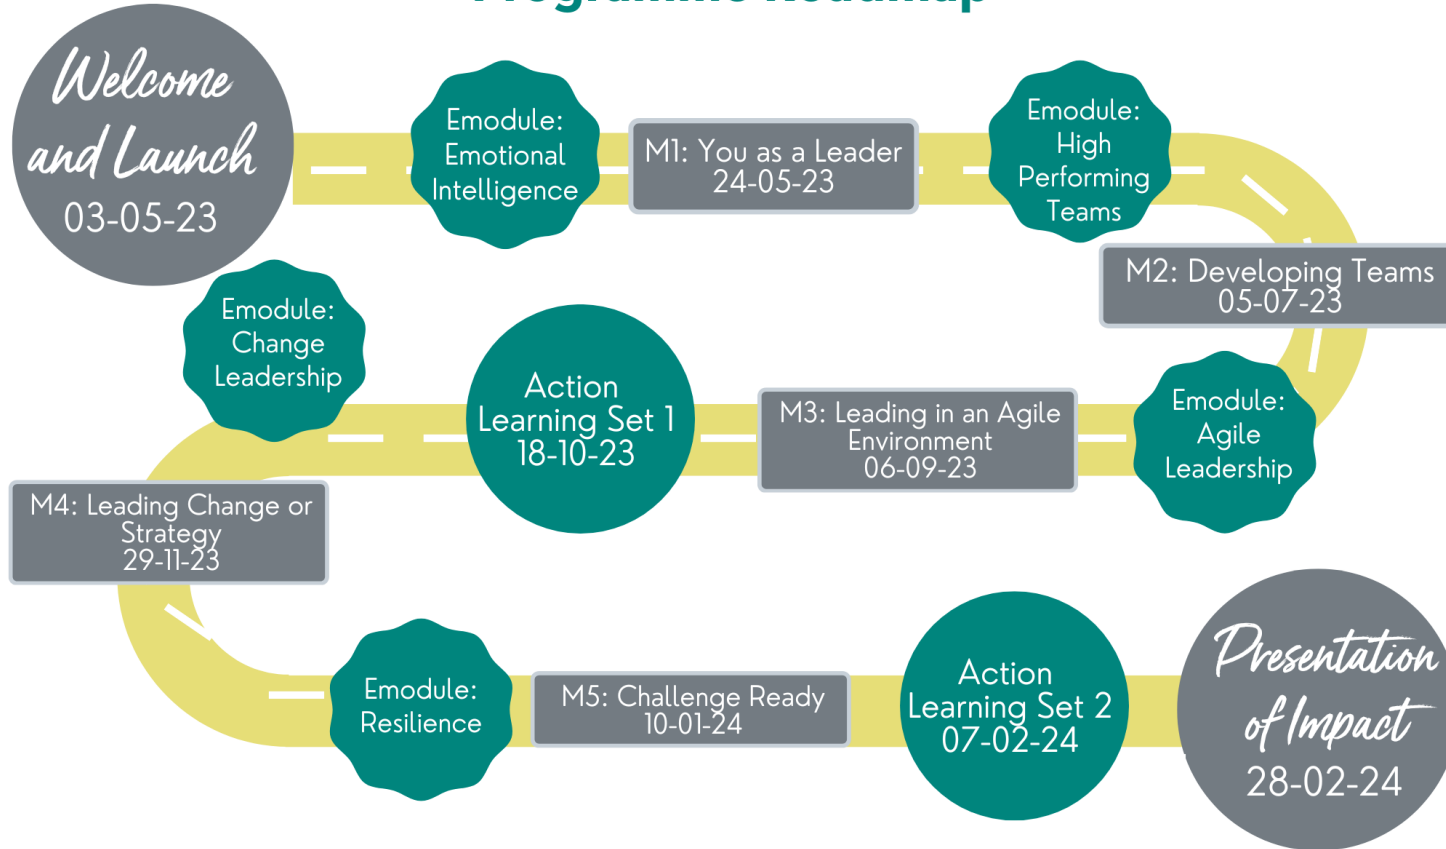 Programme Roadmap
Welcome
and Launch
03-05-23
Emodule:
Emotional
Intelligence
M1: You as a Leader
24-05-23
Emodule:
High
Performing
Teams
M2: Developing Teams
05-07-23
Emodule:
Agile
Leadership
M3: Leading in an Agile
Environment
06-09-23
Action
Learning Set 1
18-10-23
Emodule:
Change
Leadership
M4: Leading Change or
Strategy
29-11-23
Emodule:
Resilience
M5: Challenge Ready
10-01-24
Action
Learning Set 2
07-02-24
Presentation
of Impact
28-02-24